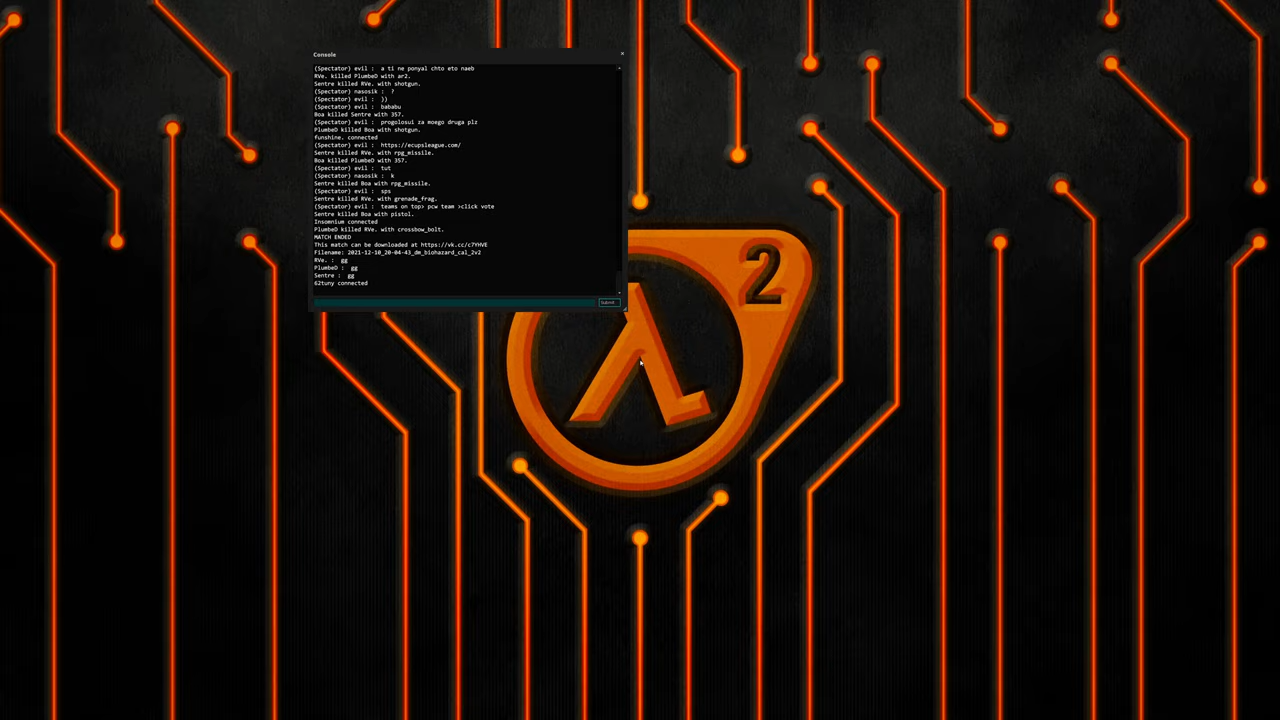 Console
(Spectator) evil :  a ti ne ponyal chto eto naeb
RVe. killed PlumbeD with ar2.
Sentre killed RVe. with shotgun.
(Spectator) nasosik :  ?
(Spectator) evil :  ))
(Spectator) evil :  bababu
Boa killed Sentre with 357.
(Spectator) evil :  progolosui za moego druga plz
PlumbeD killed Boa with shotgun.
funshine. connected
(Spectator) evil :  https://ecupsleague.com/
Sentre killed RVe. with rpg_missile.
Boa killed PlumbeD with 357.
(Spectator) evil :  tut
(Spectator) nasosik :  k
Sentre killed Boa with rpg_missile.
(Spectator) evil :  sps
Sentre killed RVe. with grenade_frag.
(Spectator) evil :  teams on top> pcw team >click vote
Sentre killed Boa with pistol.
Insomnium connected
PlumbeD killed RVe. with crossbow_bolt.
MATCH ENDED
This match can be downloaded at https://vk.cc/c7YHVE
Filename: 2021-12-10_20-04-43_dm_biohazard_cal_2v2
RVe. :  gg
PlumbeD :  gg
Sentre :  gg
62tuny connected
Submit
2